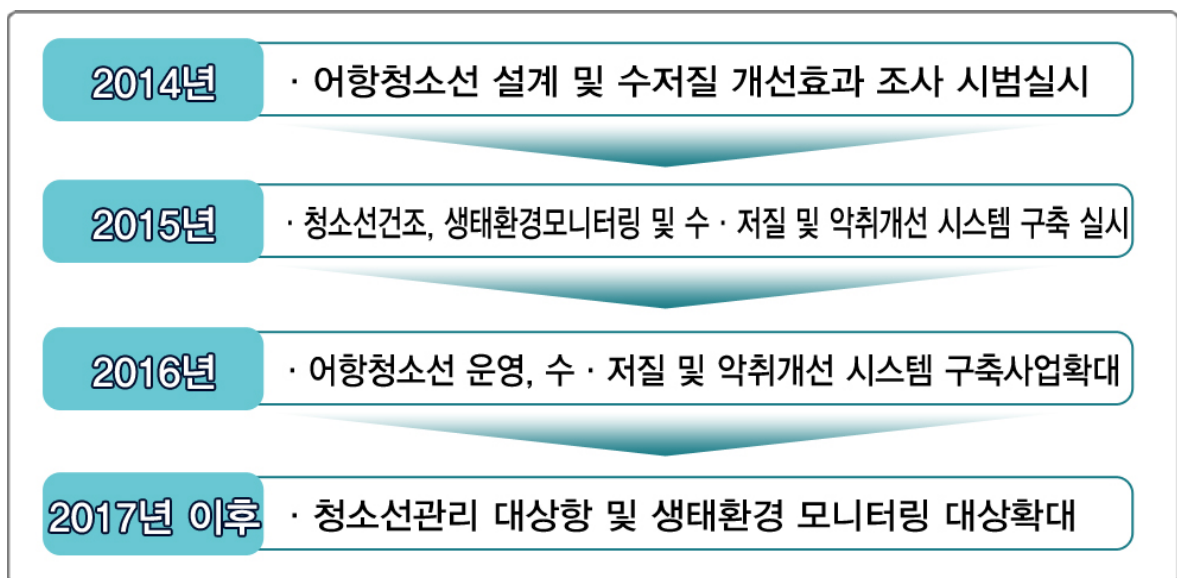 2014년
· 어항청소선 설계 및 수저질 개선효과 조사 시범실시
2015년
· 청소선건조, 생태환경모니터링 및 수 · 저질 및 악취개선 시스템 구축 실시
2016년
· 어항청소선 운영, 수 · 저질 및 악취개선 시스템 구축사업확대
2017년 이후
· 청소선관리 대상항 및 생태환경 모니터링 대상확대